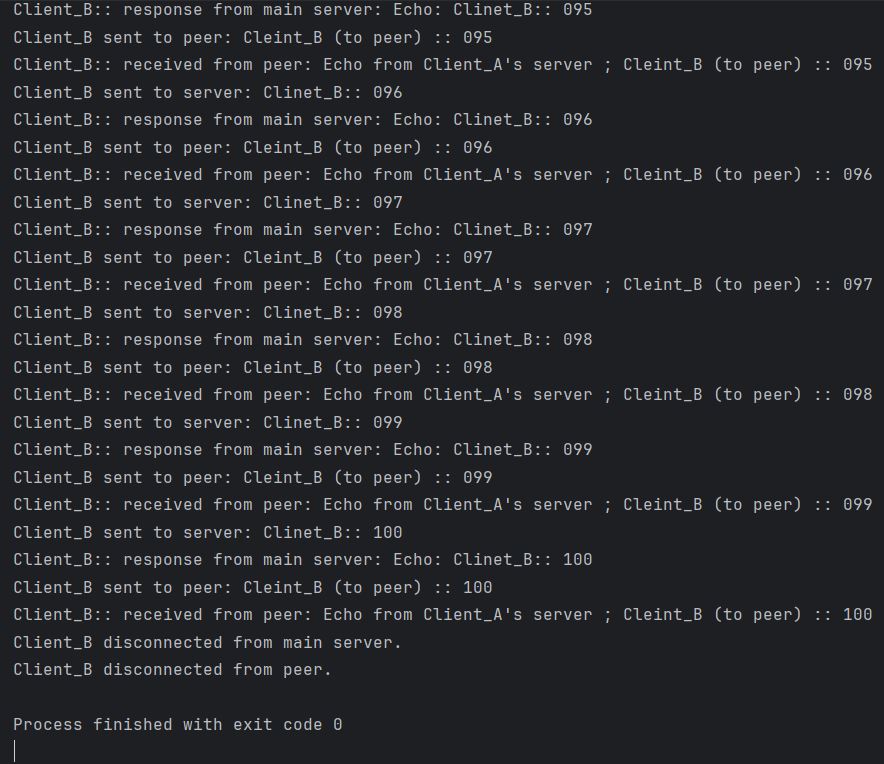 Client_B:: response from main server: Echo: Clinet_B:: 095
Client_B sent to peer: Cleint_B (to peer) :: 095
Client_B:: received from peer: Echo from Client_A's server ; Cleint_B (to peer) :: 095
Client_B sent to server: Clinet_B:: 096
Client_B:: response from main server: Echo: Clinet_B:: 096
Client_B sent to peer: Cleint_B (to peer) :: 096
Client_B:: received from peer: Echo from Client_A's server ; Cleint_B (to peer) :: 096
Client_B sent to server: Clinet_B:: 097
Client_B:: response from main server: Echo: Clinet_B:: 097
Client_B sent to peer: Cleint_B (to peer) :: 097
Client_B:: received from peer: Echo from Client_A's server ; Cleint_B (to peer) :: 097
Client_B sent to server: Clinet_B:: 098
Client_B:: response from main server: Echo: Clinet_B:: 098
Client_B sent to peer: Cleint_B (to peer) :: 098
Client_B:: received from peer: Echo from Client_A's server ; Cleint_B (to peer) :: 098
Client_B sent to server: Clinet_B:: 099
Client_B:: response from main server: Echo: Clinet_B:: 099
Client_B sent to peer: Cleint_B (to peer) :: 099
Client_B:: received from peer: Echo from Client_A's server ; Cleint_B (to peer) :: 099
Client_B sent to server: Clinet_B:: 100
Client_B:: response from main server: Echo: Clinet_B:: 100
Client_B sent to peer: Cleint_B (to peer) :: 100
Client_B:: received from peer: Echo from Client_A's server ; Cleint_B (to peer) :: 100
Client_B disconnected from main server.
Client_B disconnected from peer.
Process finished with exit code 0